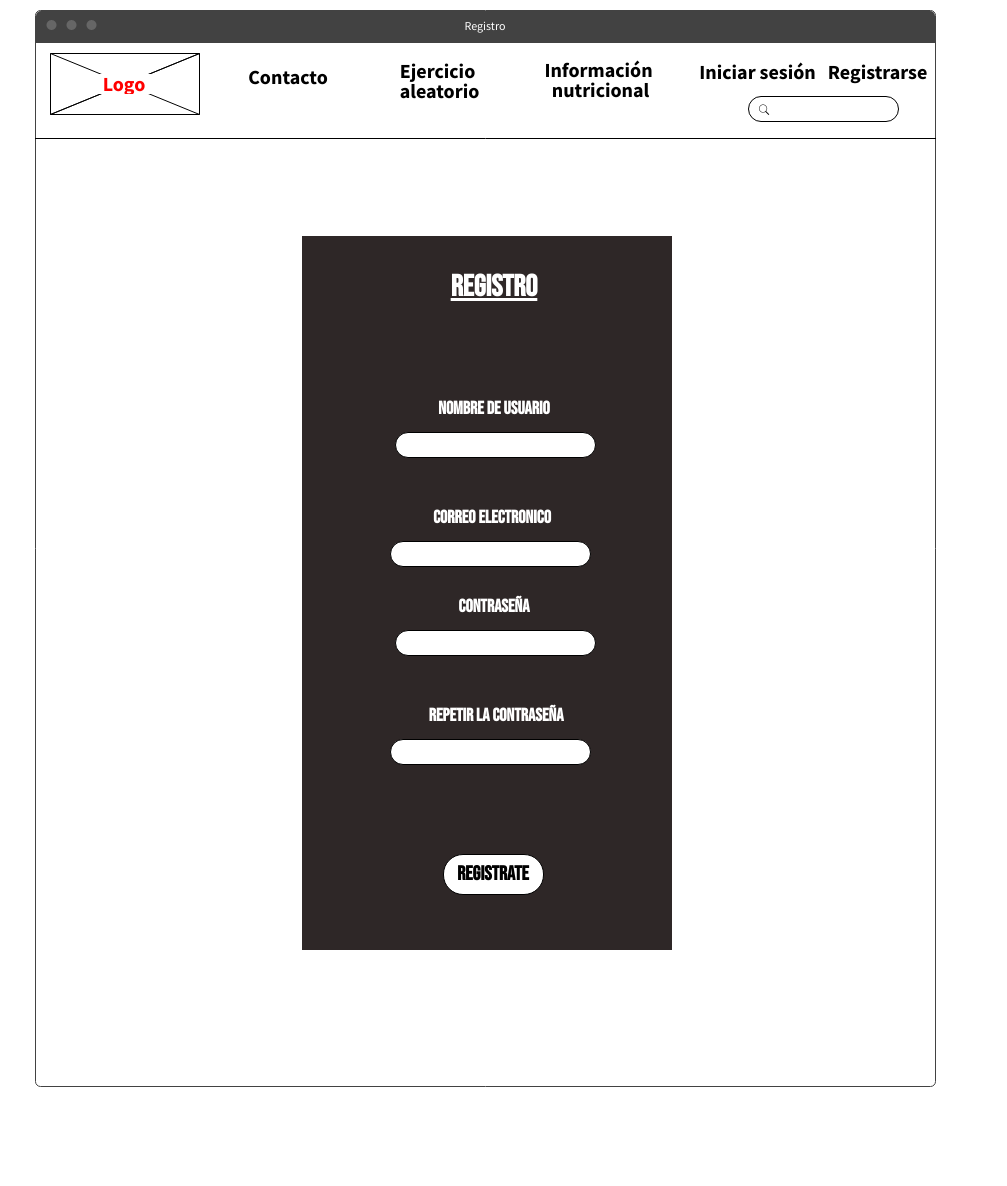 Registro
Logo
Contacto
Ejercicio
aleatorio
Información
nutricional
Iniciar sesión
Registrarse
REGISTRO
NOMBRE DE USUARIO
CORREO ELECTRONICO
CONTRASEÑA
REPETIR LA CONTRASEÑA
REGISTRATE